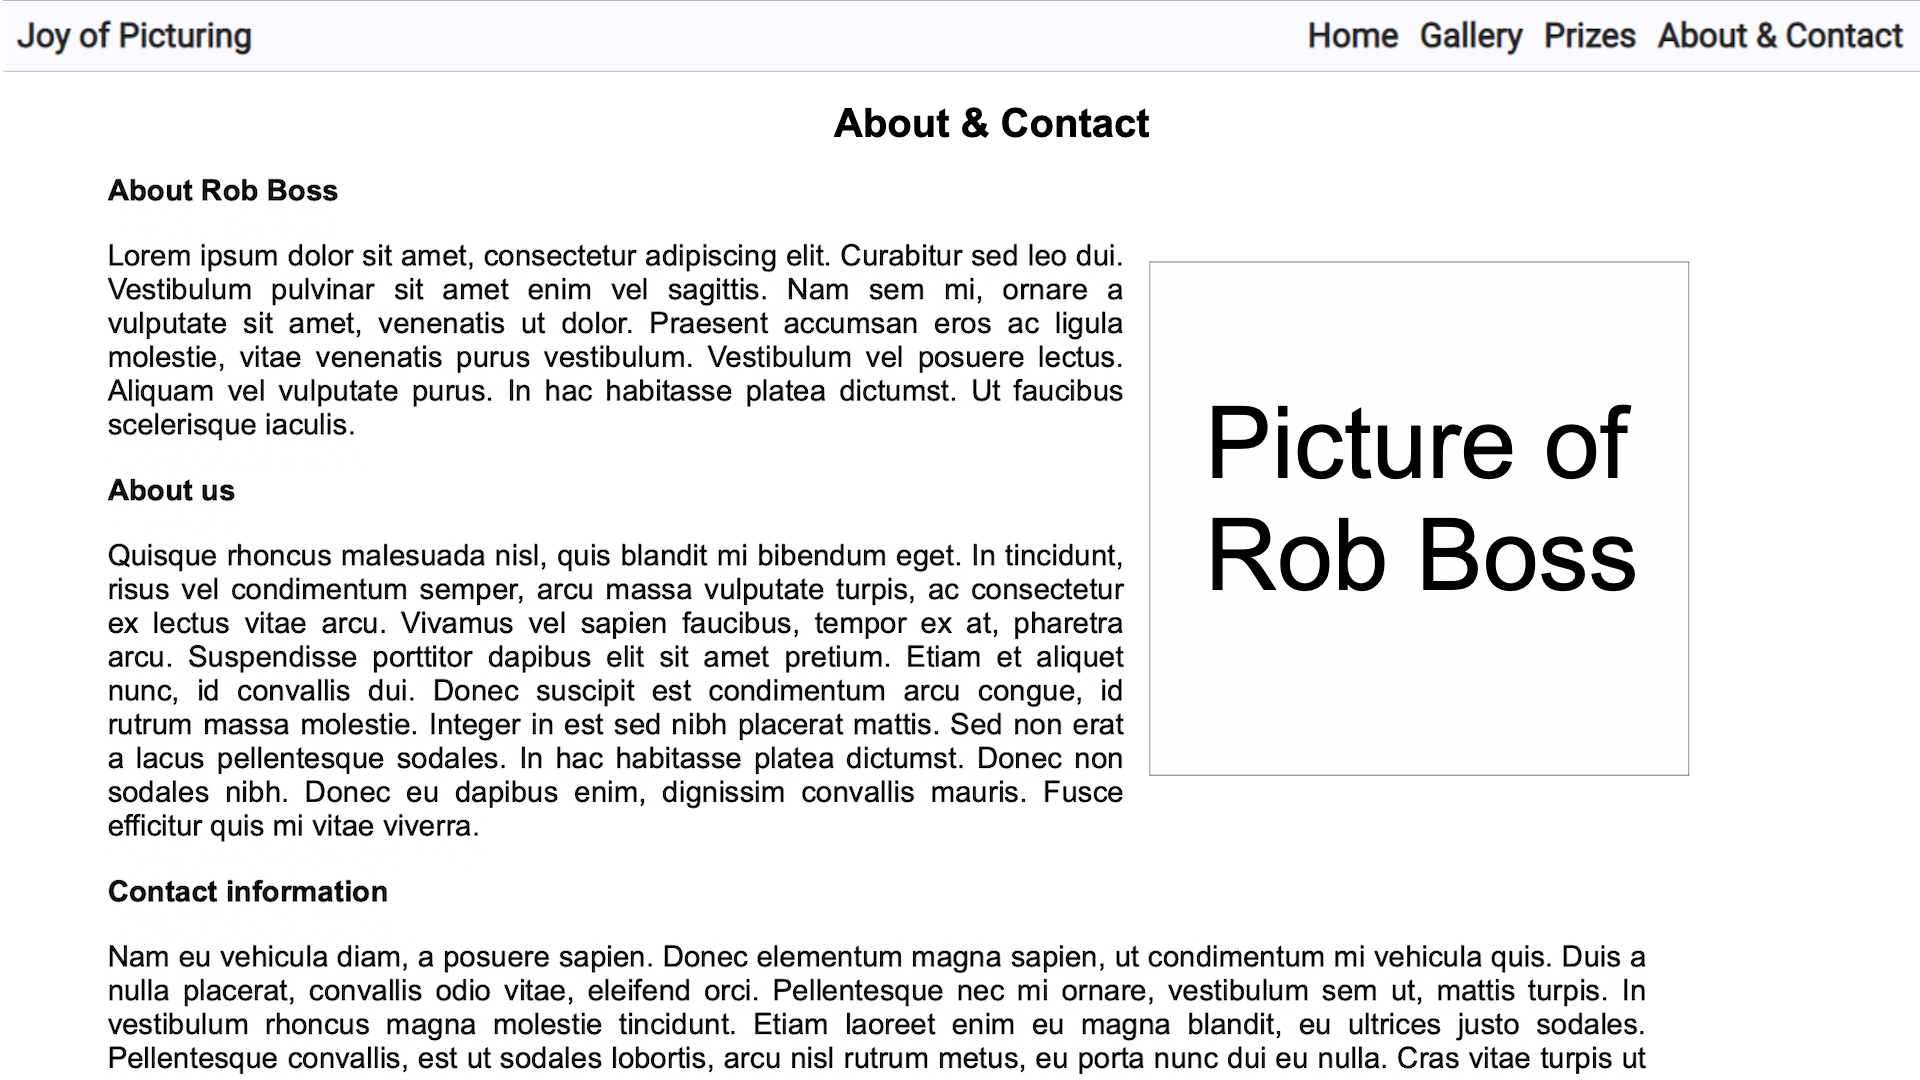 Joy of Picturing
Home Gallery Prizes About & Contact
About & Contact
About Rob Boss
Lorem ipsum dolor sit amet, consectetur adipiscing elit. Curabitur sed leo dui.
Vestibulum pulvinar sit amet enim vel sagittis. Nam sem mi, ornare a
vulputate sit amet, venenatis ut dolor. Praesent accumsan eros ac ligula
molestie, vitae venenatis purus vestibulum. Vestibulum vel posuere lectus.
Aliquam vel vulputate purus. In hac habitasse platea dictumst. Ut faucibus
scelerisque iaculis.
About us
Quisque rhoncus malesuada nisl, quis blandit mi bibendum eget. In tincidunt,
risus vel condimentum semper, arcu massa vulputate turpis, ac consectetur
ex lectus vitae arcu. Vivamus vel sapien faucibus, tempor ex at, pharetra
arcu. Suspendisse porttitor dapibus elit sit amet pretium. Etiam et aliquet
nunc, id convallis dui. Donec suscipit est condimentum arcu congue, id
rutrum massa molestie. Integer in est sed nibh placerat mattis. Sed non erat
a lacus pellentesque sodales. In hac habitasse platea dictumst. Donec non
sodales nibh. Donec eu dapibus enim, dignissim convallis mauris. Fusce
efficitur quis mi vitae viverra.
Picture of
Rob Boss
Contact information
Nam eu vehicula diam, a posuere sapien. Donec elementum magna sapien, ut condimentum mi vehicula quis. Duis a
nulla placerat, convallis odio vitae, eleifend orci. Pellentesque nec mi ornare, vestibulum sem ut, mattis turpis. In
vestibulum rhoncus magna molestie tincidunt. Etiam laoreet enim eu magna blandit, eu ultrices justo sodales.
Pellentesque convallis, est ut sodales lobortis, arcu nisl rutrum metus, eu porta nunc dui eu nulla. Cras vitae turpis ut